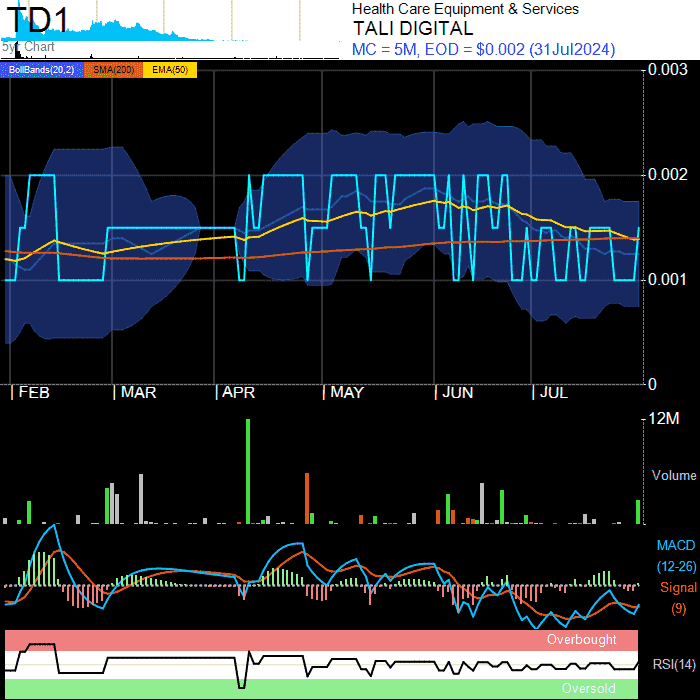 TD1
Health Care Equipment & Services
TALI DIGITAL
5yr Chart
MC = 5M, EOD = $0.002 (31Jul2024)
BollBands(20,2) SMA(200) EMA(50)
0.003
0.002
0.001
0
FEB MAR APR MAY JUN JUL
12M
Volume
MACD
(12-26)
Signal
(9)
Overbought
RSI(14)
Oversold